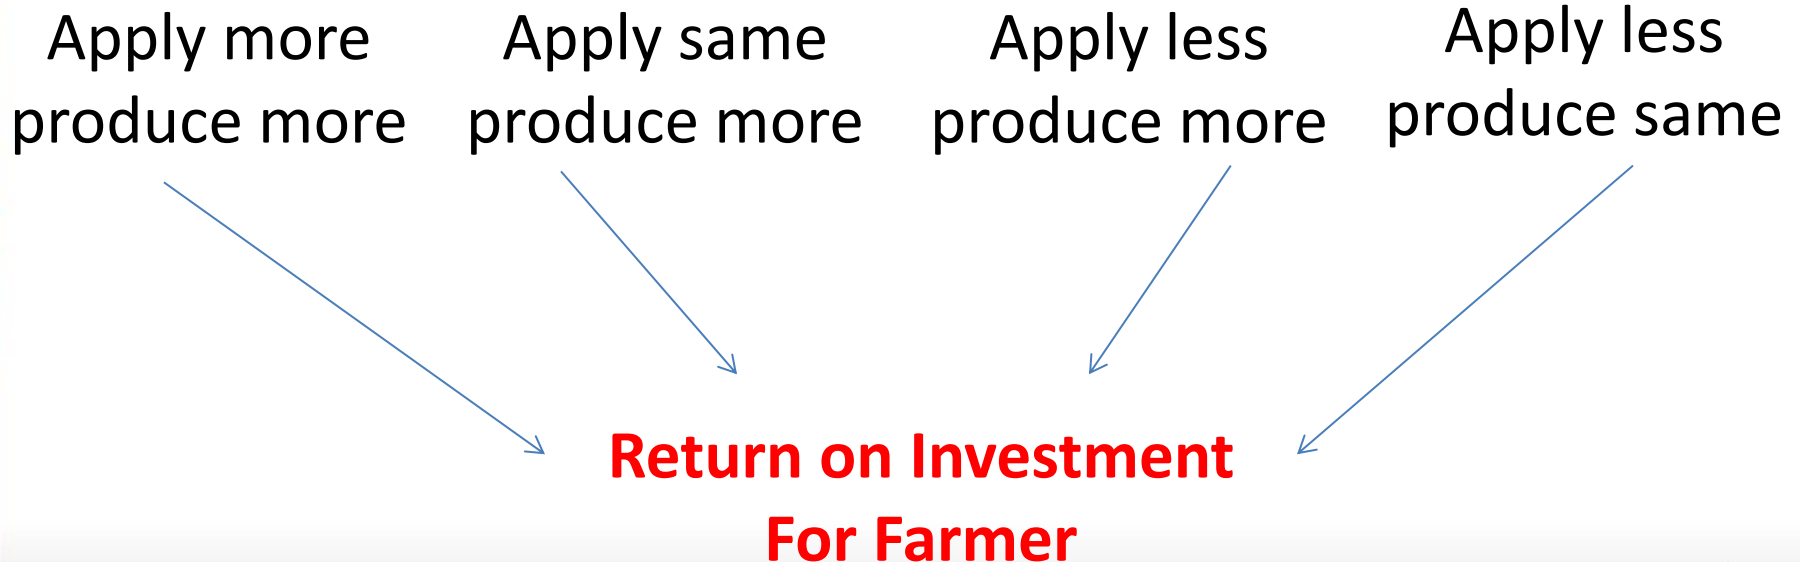 Apply more
produce more
Apply same
produce more
Apply less
produce more
Apply less
produce same
Return on Investment
For Farmer